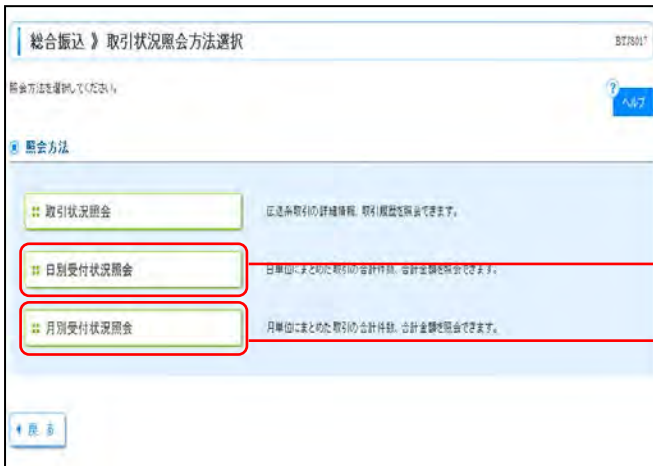 総合振込 》 取引状況照会方法選択
BTJS017
照会方法を選択してください。
?
ヘルプ
照会方法
取引状況照会
伝送系取引の詳細情報、取引履歴を照会できます。
日別受付状況照会
日単位にまとめた取引の合計件数、合計金額を照会できます。
月別受付状況照会
月単位にまとめた取引の合計件数、合計金額を照会できます。
戻る